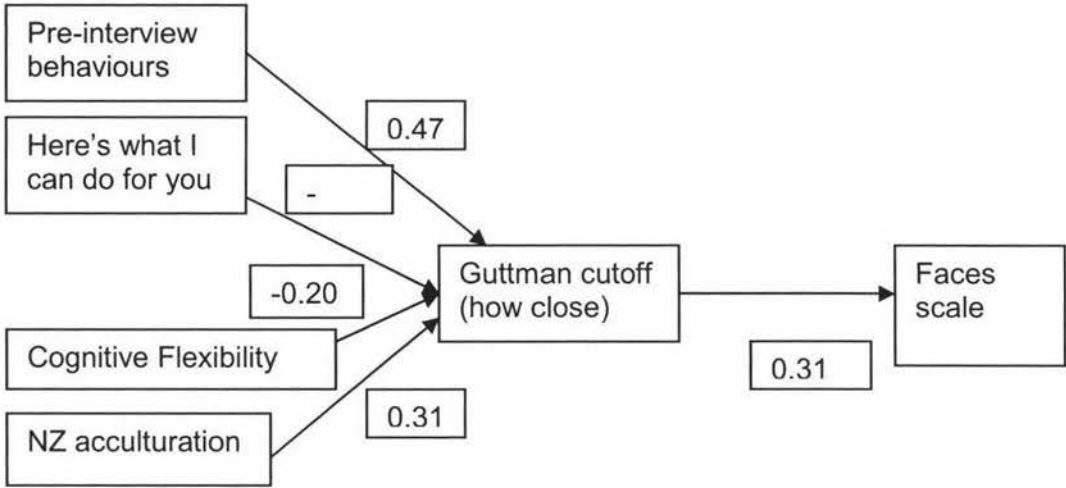 Pre-interview
behaviours
0.47
Here's what I
can do for you
-
Guttman cutoff
(how close)
Faces
scale
-0.20
Cognitive Flexibility
0.31
0.31
NZ acculturation